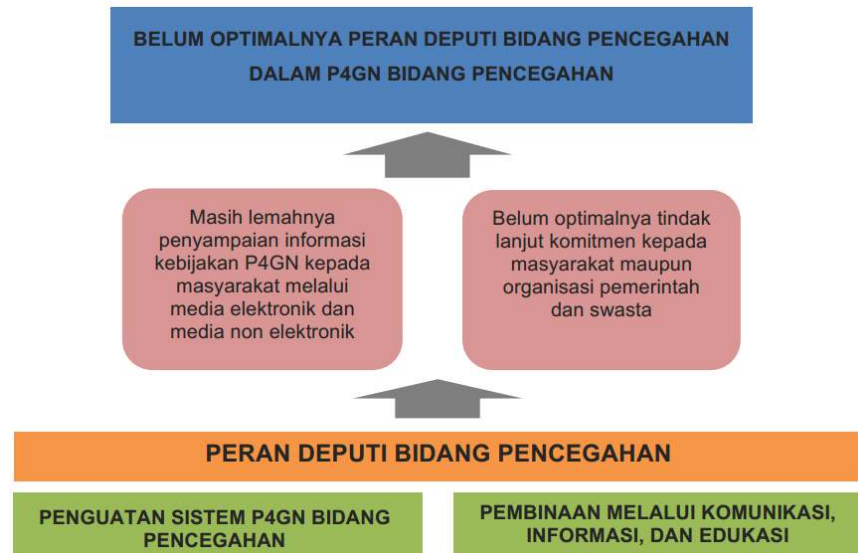 BELUM OPTIMALNYA PERAN DEPUTI BIDANG PENCEGAHAN
DALAM P4GN BIDANG PENCEGAHAN
Masih lemahnya
penyampaian informasi
kebijakan P4GN kepada
masyarakat melalui
media elektronik dan
media non elektronik
Belum optimalnya tindak
lanjut komitmen kepada
masyarakat maupun
organisasi pemerintah
dan swasta
PERAN DEPUTI BIDANG PENCEGAHAN
PENGUATAN SISTEM P4GN BIDANG
PENCEGAHAN
PEMBINAAN MELALUI KOMUNIKASI,
INFORMASI, DAN EDUKASI